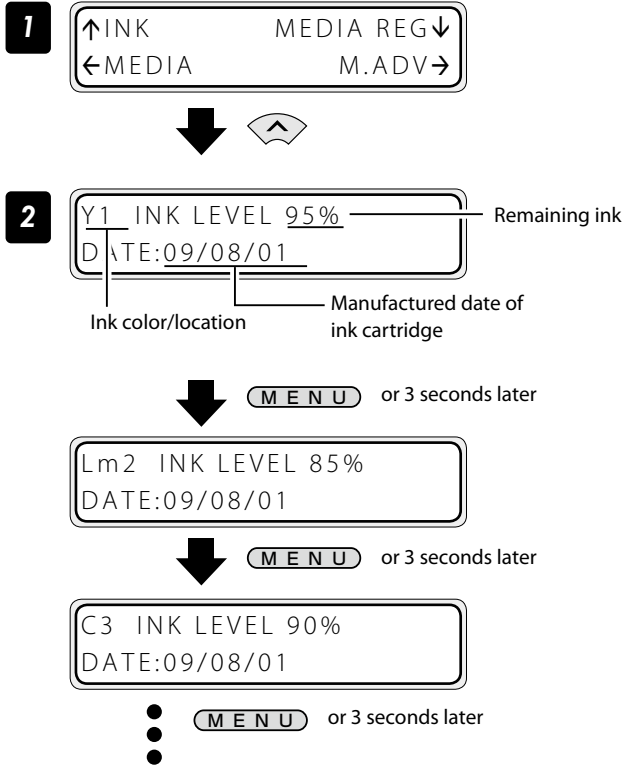 1
↑INK MEDIA REG↓
←MEDIA M.ADV→
2
Y1 INK LEVEL 95%
Remaining ink
DATE:09/08/01
Ink color/location
Manufactured date of
ink cartridge
MENU or 3 seconds later
Lm2 INK LEVEL 85%
DATE:09/08/01
MENU or 3 seconds later
C3 INK LEVEL 90%
DATE:09/08/01
MENU or 3 seconds later